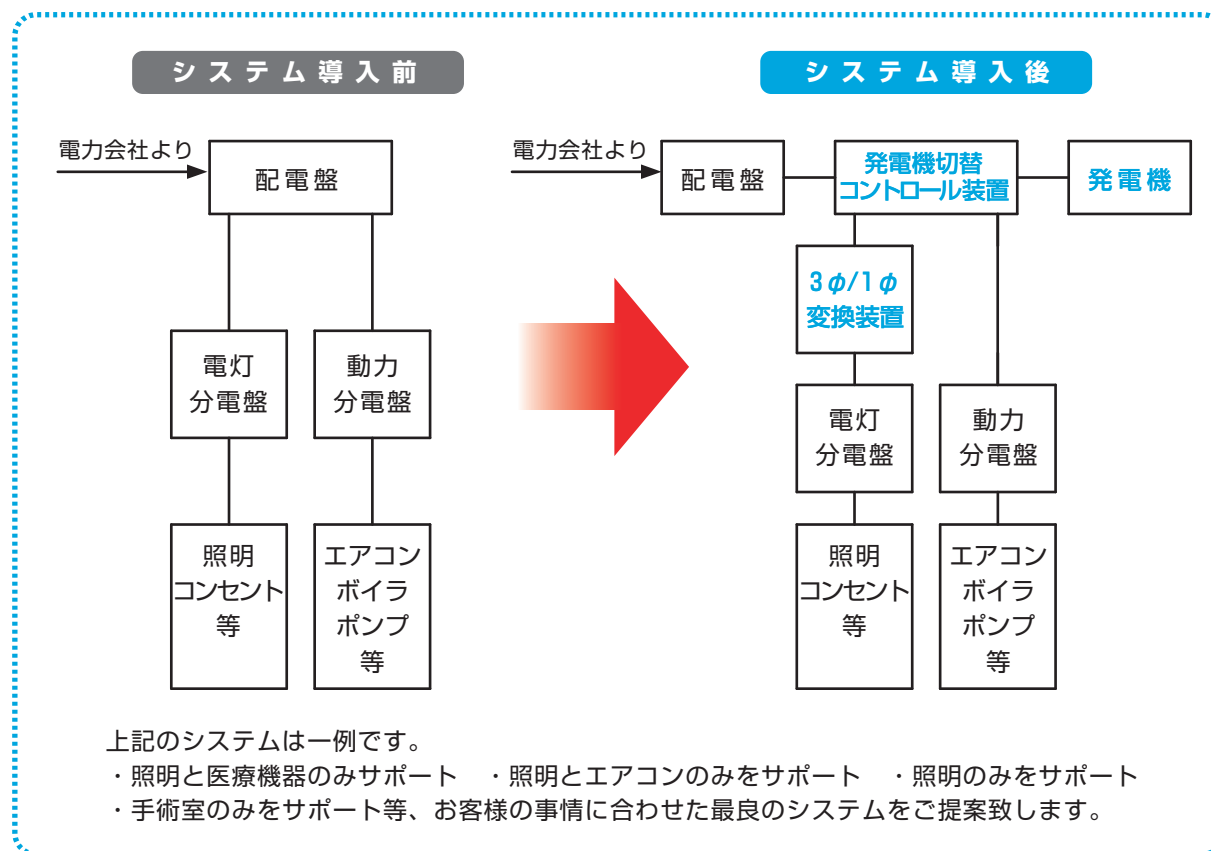 システム導入前
電力会社より
配電盤
電灯
分電盤
動力
分電盤
照明
コンセント
等
エアコン
ボイラ
ポンプ
等
システム導入後
電力会社より
配電盤
発電機切替
コントロール装置
発電機
3φ/1φ
変換装置
電灯
分電盤
動力
分電盤
照明
コンセント
等
エアコン
ボイラ
ポンプ
等
上記のシステムは一例です。
・照明と医療機器のみサポート ・照明とエアコンのみをサポート ・照明のみをサポート
・手術室のみをサポート等、お客様の事情に合わせた最良のシステムをご提案致します。